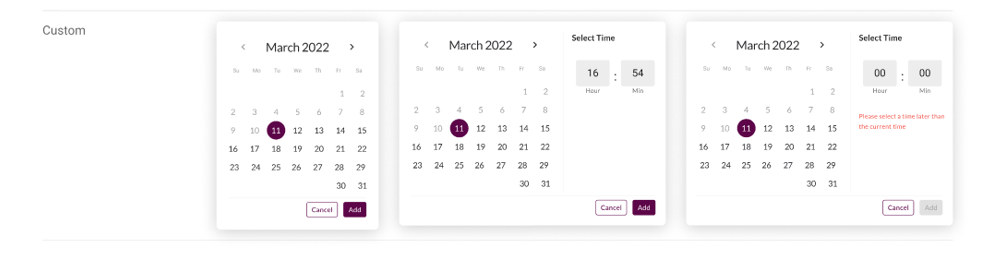 Custom
March 2022
Su Mo Tu We Th Fr Sa
1 2
2 3 4 5 6 7 8
9 10 11 12 13 14 15
16 17 18 19 20 21 22
23 24 25 26 27 28 29
30 31
Cancel Add
March 2022
Su Mo Tu We Th Fr Sa
1 2
2 3 4 5 6 7 8
9 10 11 12 13 14 15
16 17 18 19 20 21 22
23 24 25 26 27 28 29
30 31
Select Time
16 : 54
Hour Min
Cancel Add
March 2022
Su Mo Tu We Th Fr Sa
1 2
2 3 4 5 6 7 8
9 10 11 12 13 14 15
16 17 18 19 20 21 22
23 24 25 26 27 28 29
30 31
Select Time
00 : 00
Hour Min
Please select a time later than
the current time
Cancel Add